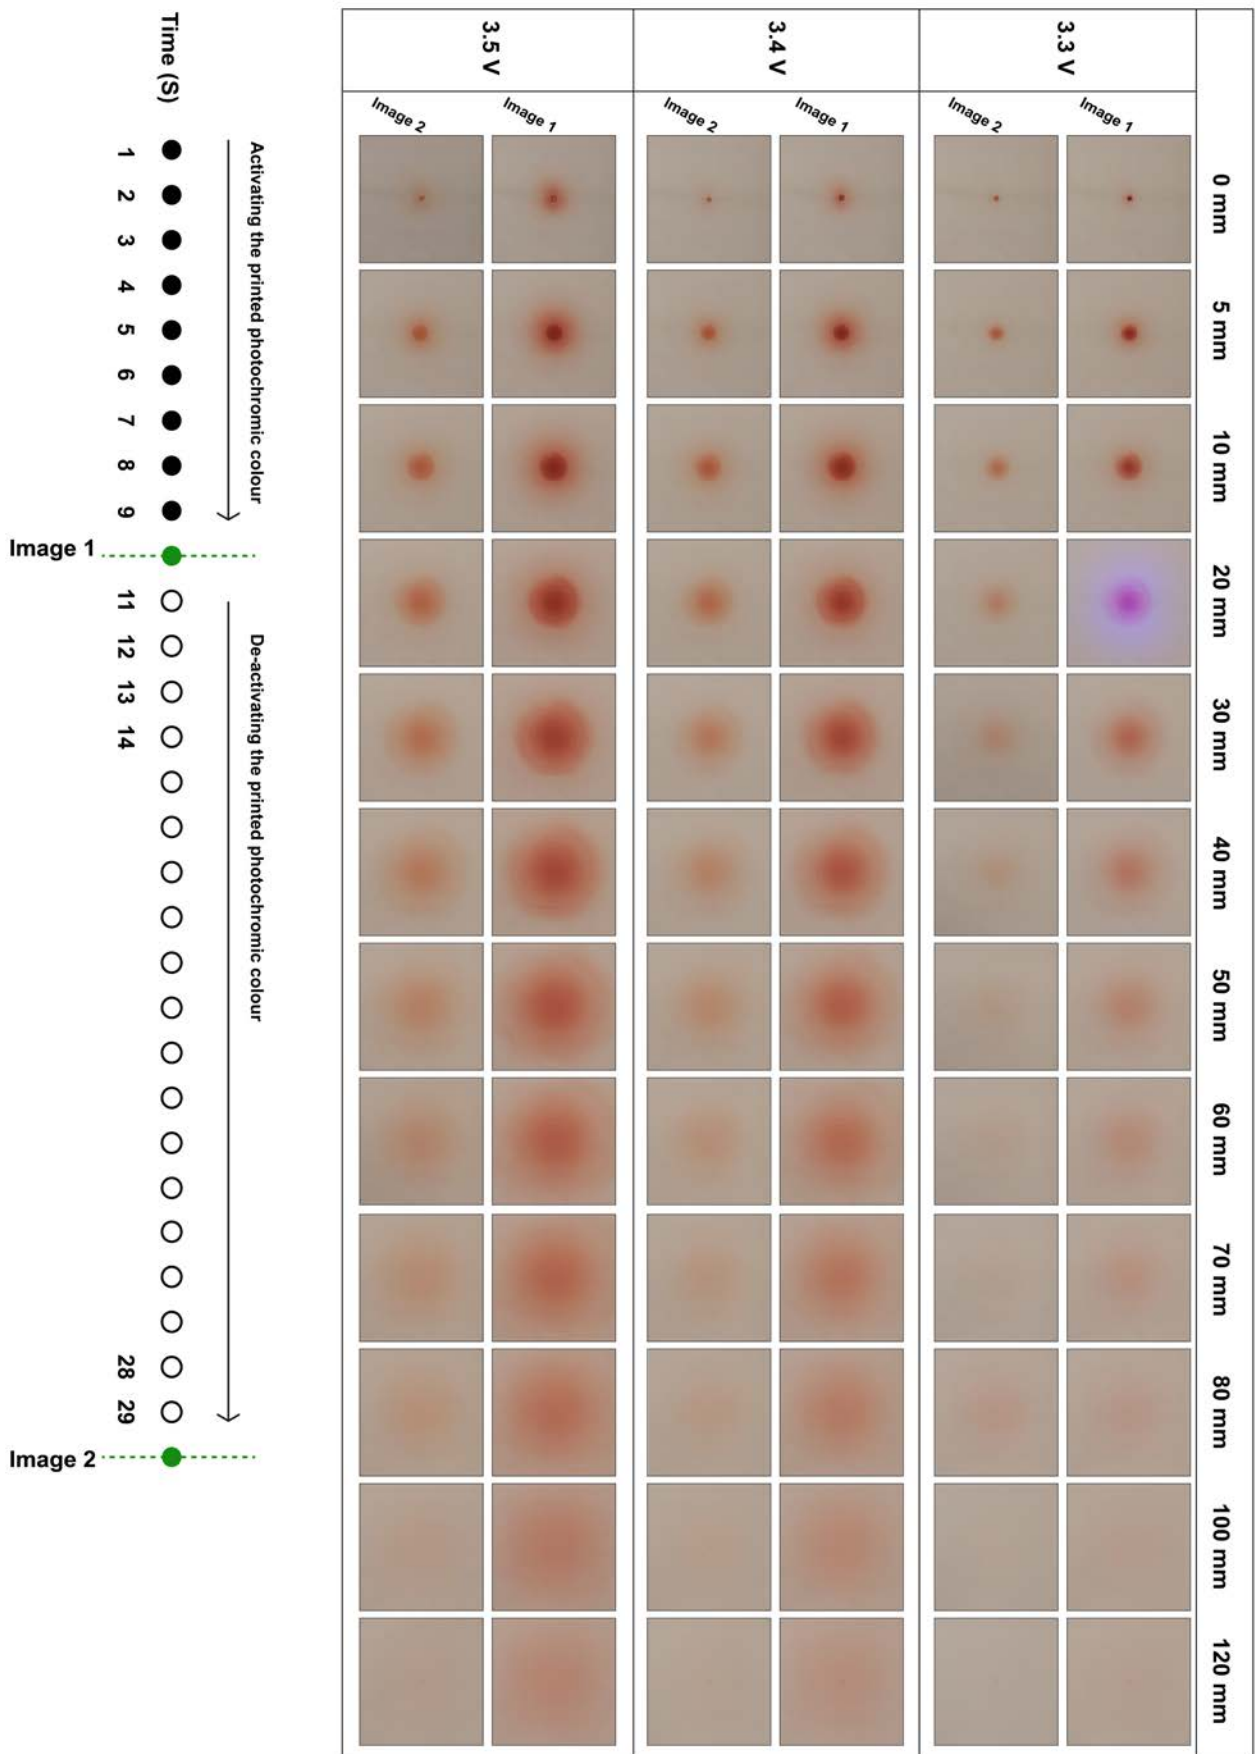 0 mm
5 mm
10 mm
20 mm
30 mm
40 mm
50 mm
60 mm
70 mm
80 mm
100 mm
120 mm
3.3 V
Image 1
Image 2
3.4 V
Image 1
Image 2
3.5 V
Image 1
Image 2
Activating the printed photochromic colour
De-activating the printed photochromic colour
Time (S)
1
2
3
4
5
6
7
8
9
11
12
13
14
28
29
Image 1
Image 2